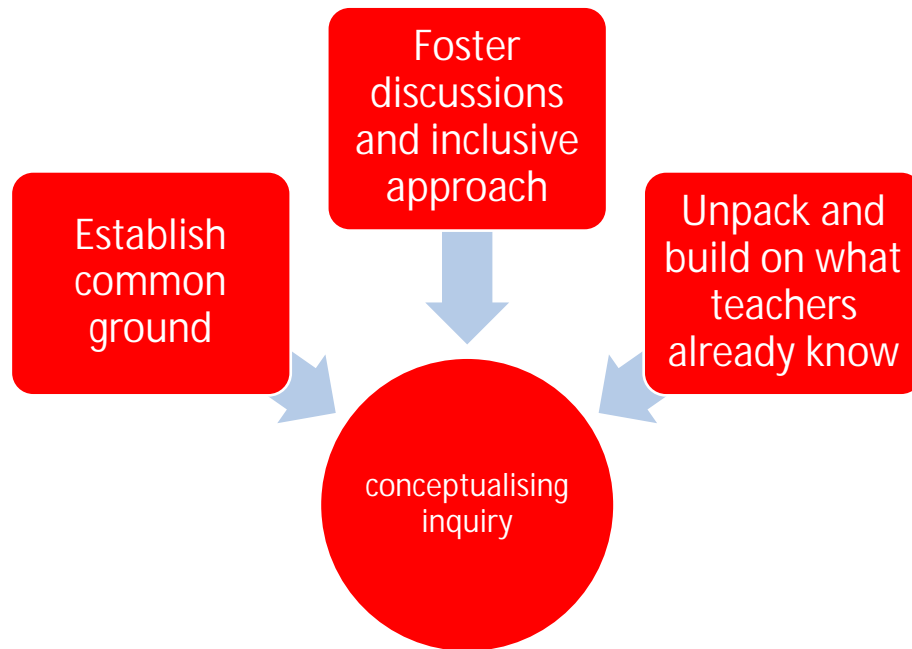 Establish
common
ground
Foster
discussions
and inclusive
approach
Unpack and
build on what
teachers
already know
conceptualising
inquiry